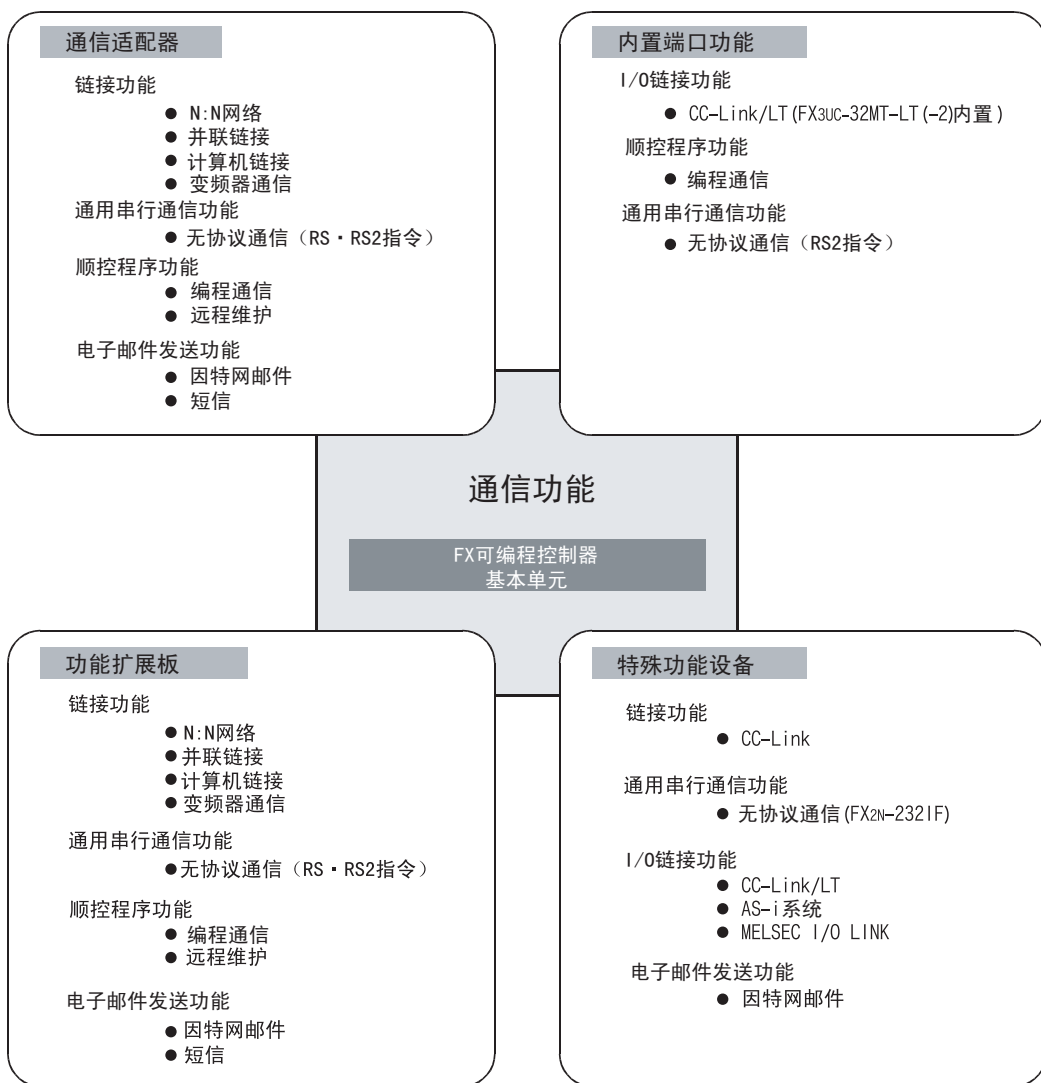 通信适配器
链接功能
● N:N网络
● 并联链接
● 计算机链接
● 变频器通信
通用串行通信功能
● 无协议通信（RS・RS2指令）
顺控程序功能
● 编程通信
● 远程维护
电子邮件发送功能
● 因特网邮件
● 短信
内置端口功能
I/O链接功能
● CC-Link/LT(FX3UC-32MT-LT(-2)内置)
顺控程序功能
● 编程通信
通用串行通信功能
● 无协议通信（RS2指令）
通信功能
FX可编程控制器
基本单元
功能扩展板
链接功能
● N:N网络
● 并联链接
● 计算机链接
● 变频器通信
通用串行通信功能
● 无协议通信（RS・RS2指令）
顺控程序功能
● 编程通信
● 远程维护
电子邮件发送功能
● 因特网邮件
● 短信
特殊功能设备
链接功能
● CC-Link
通用串行通信功能
● 无协议通信(FX2N-232IF)
I/O链接功能
● CC-Link/LT
● AS-i系统
● MELSEC I/O LINK
电子邮件发送功能
● 因特网邮件